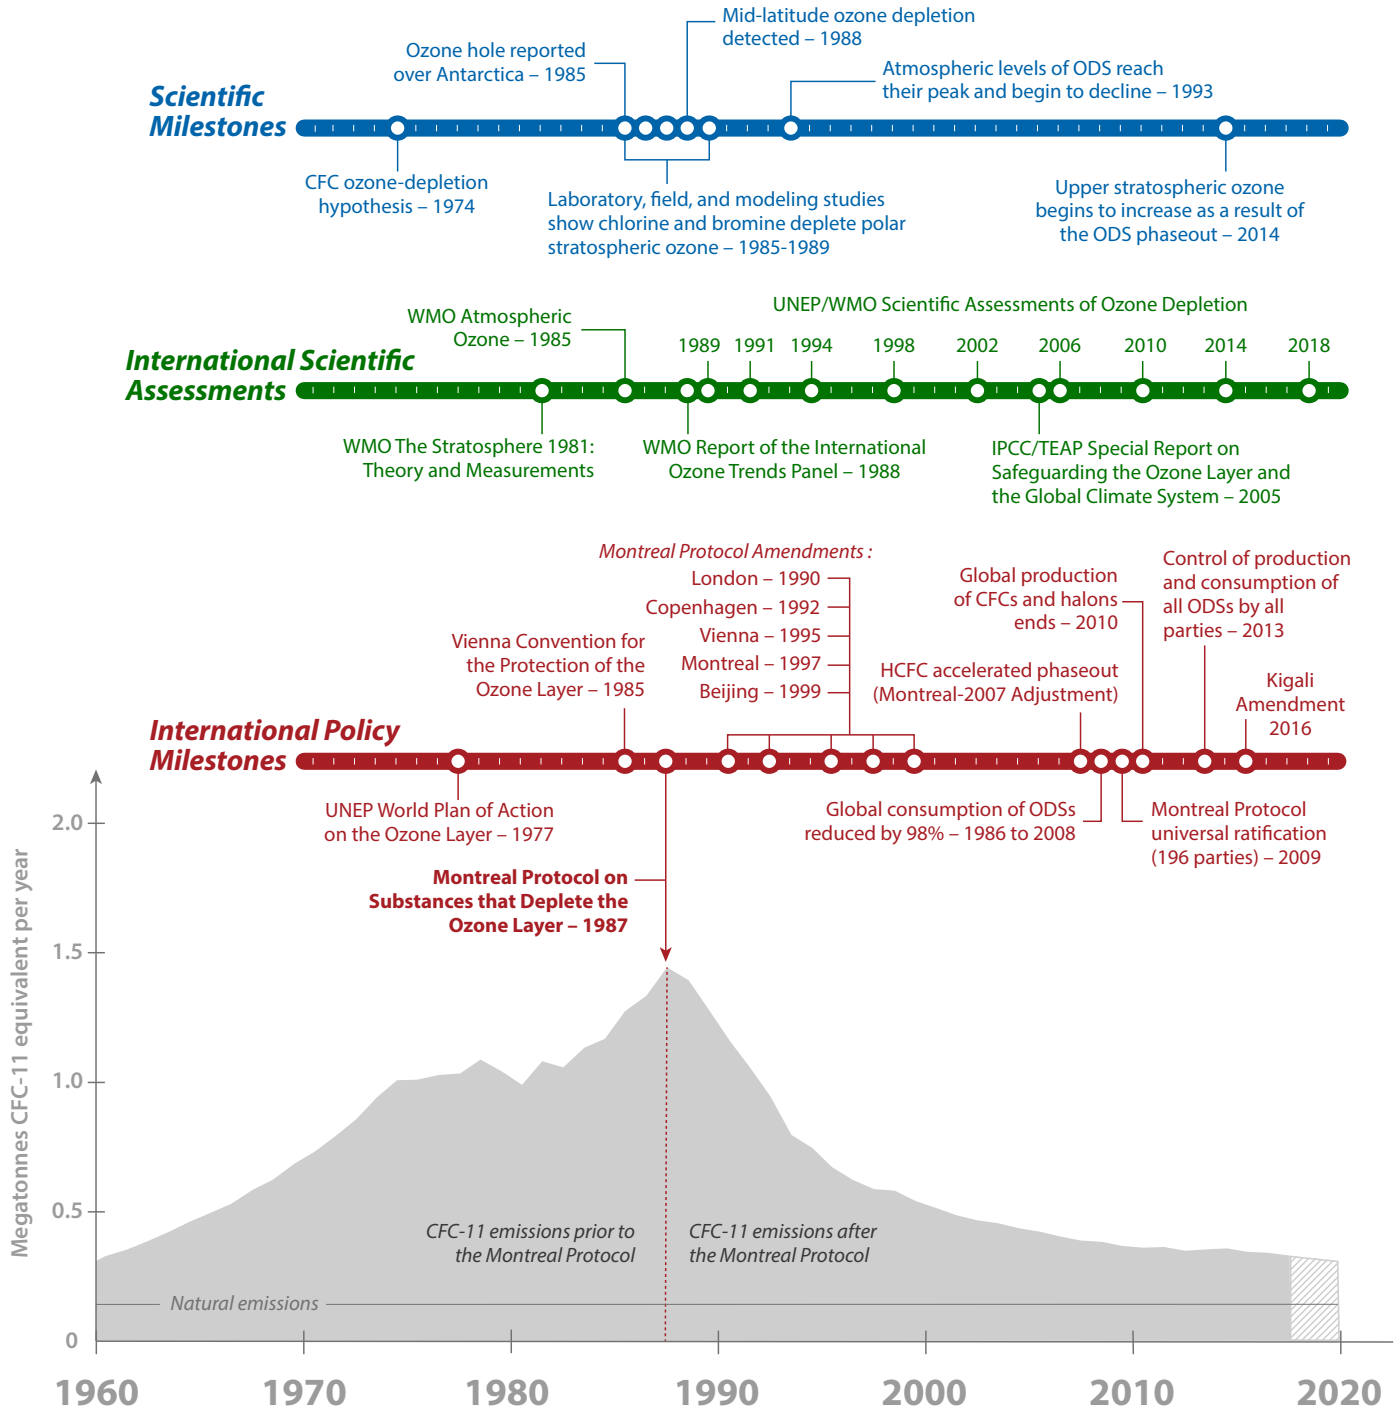 Mid-latitude ozone depletion
detected – 1988
Ozone hole reported
over Antarctica – 1985
Atmospheric levels of ODS reach
their peak and begin to decline – 1993
Scientific
Milestones
CFC ozone-depletion
hypothesis – 1974
Laboratory, field, and modeling studies
show chlorine and bromine deplete polar
stratospheric ozone – 1985-1989
Upper stratospheric ozone
begins to increase as a result of
the ODS phaseout – 2014
UNEP/WMO Scientific Assessments of Ozone Depletion
WMO Atmospheric
Ozone – 1985
1989 1991 1994 1998 2002 2006 2010 2014 2018
International Scientific
Assessments
WMO The Stratosphere 1981:
Theory and Measurements
WMO Report of the International
Ozone Trends Panel – 1988
IPCC/TEAP Special Report on
Safeguarding the Ozone Layer and
the Global Climate System – 2005
Montreal Protocol Amendments :
London – 1990
Copenhagen – 1992
Vienna – 1995
Montreal – 1997
Beijing – 1999
Vienna Convention for
the Protection of the
Ozone Layer – 1985
Global production
of CFCs and halons
ends – 2010
HCFC accelerated phaseout
(Montreal-2007 Adjustment)
Control of production
and consumption of
all ODSs by all
parties – 2013
Kigali
Amendment
2016
International Policy
Milestones
UNEP World Plan of Action
on the Ozone Layer – 1977
Montreal Protocol on
Substances that Deplete the
Ozone Layer – 1987
Global consumption of ODSs
reduced by 98% – 1986 to 2008
Montreal Protocol
universal ratification
(196 parties) – 2009
Megatonnes CFC-11 equivalent per year
2.0
1.5
1.0
0.5
0
CFC-11 emissions prior to
the Montreal Protocol
CFC-11 emissions after
the Montreal Protocol
Natural emissions
1960 1970 1980 1990 2000 2010 2020